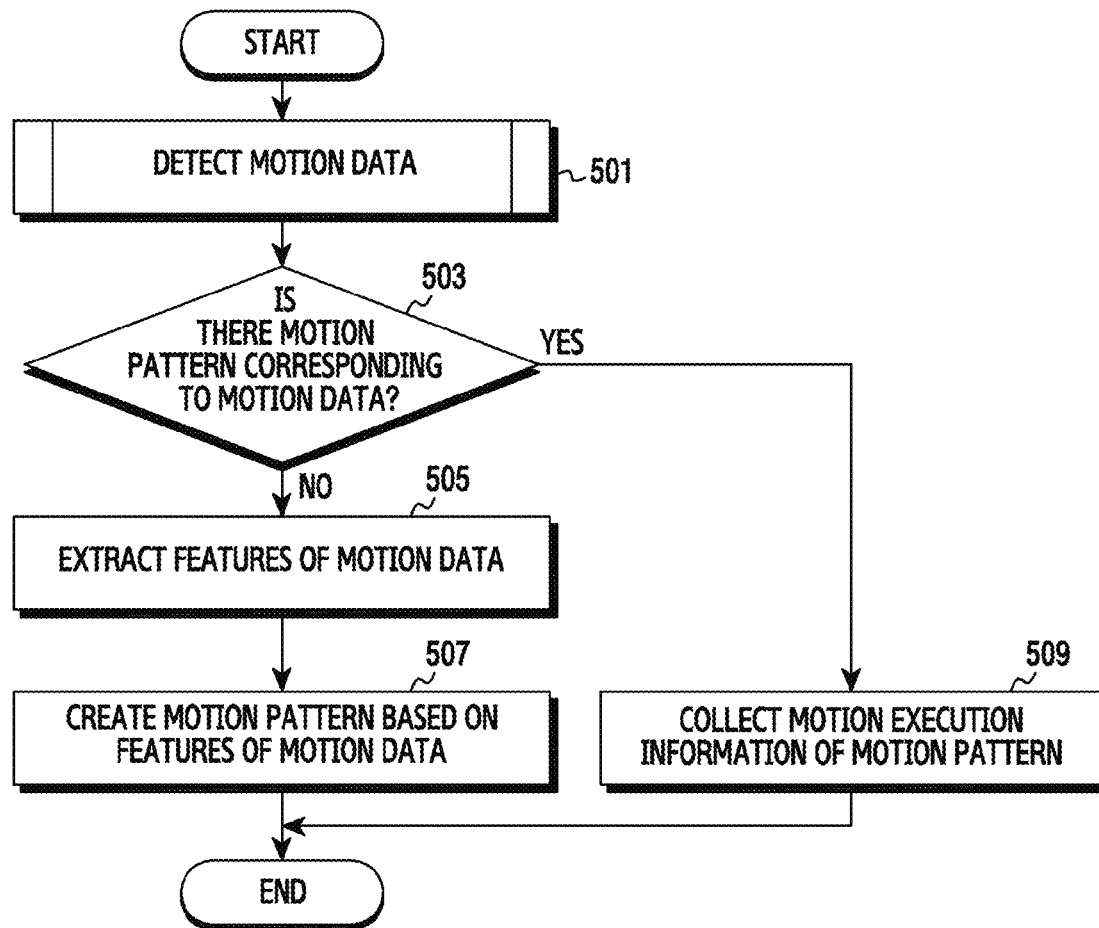 START
DETECT MOTION DATA
501
503
IS
THERE MOTION
PATTERN CORRESPONDING
TO MOTION DATA?
YES
NO
505
EXTRACT FEATURES OF MOTION DATA
507
CREATE MOTION PATTERN BASED ON
FEATURES OF MOTION DATA
509
COLLECT MOTION EXECUTION
INFORMATION OF MOTION PATTERN
END